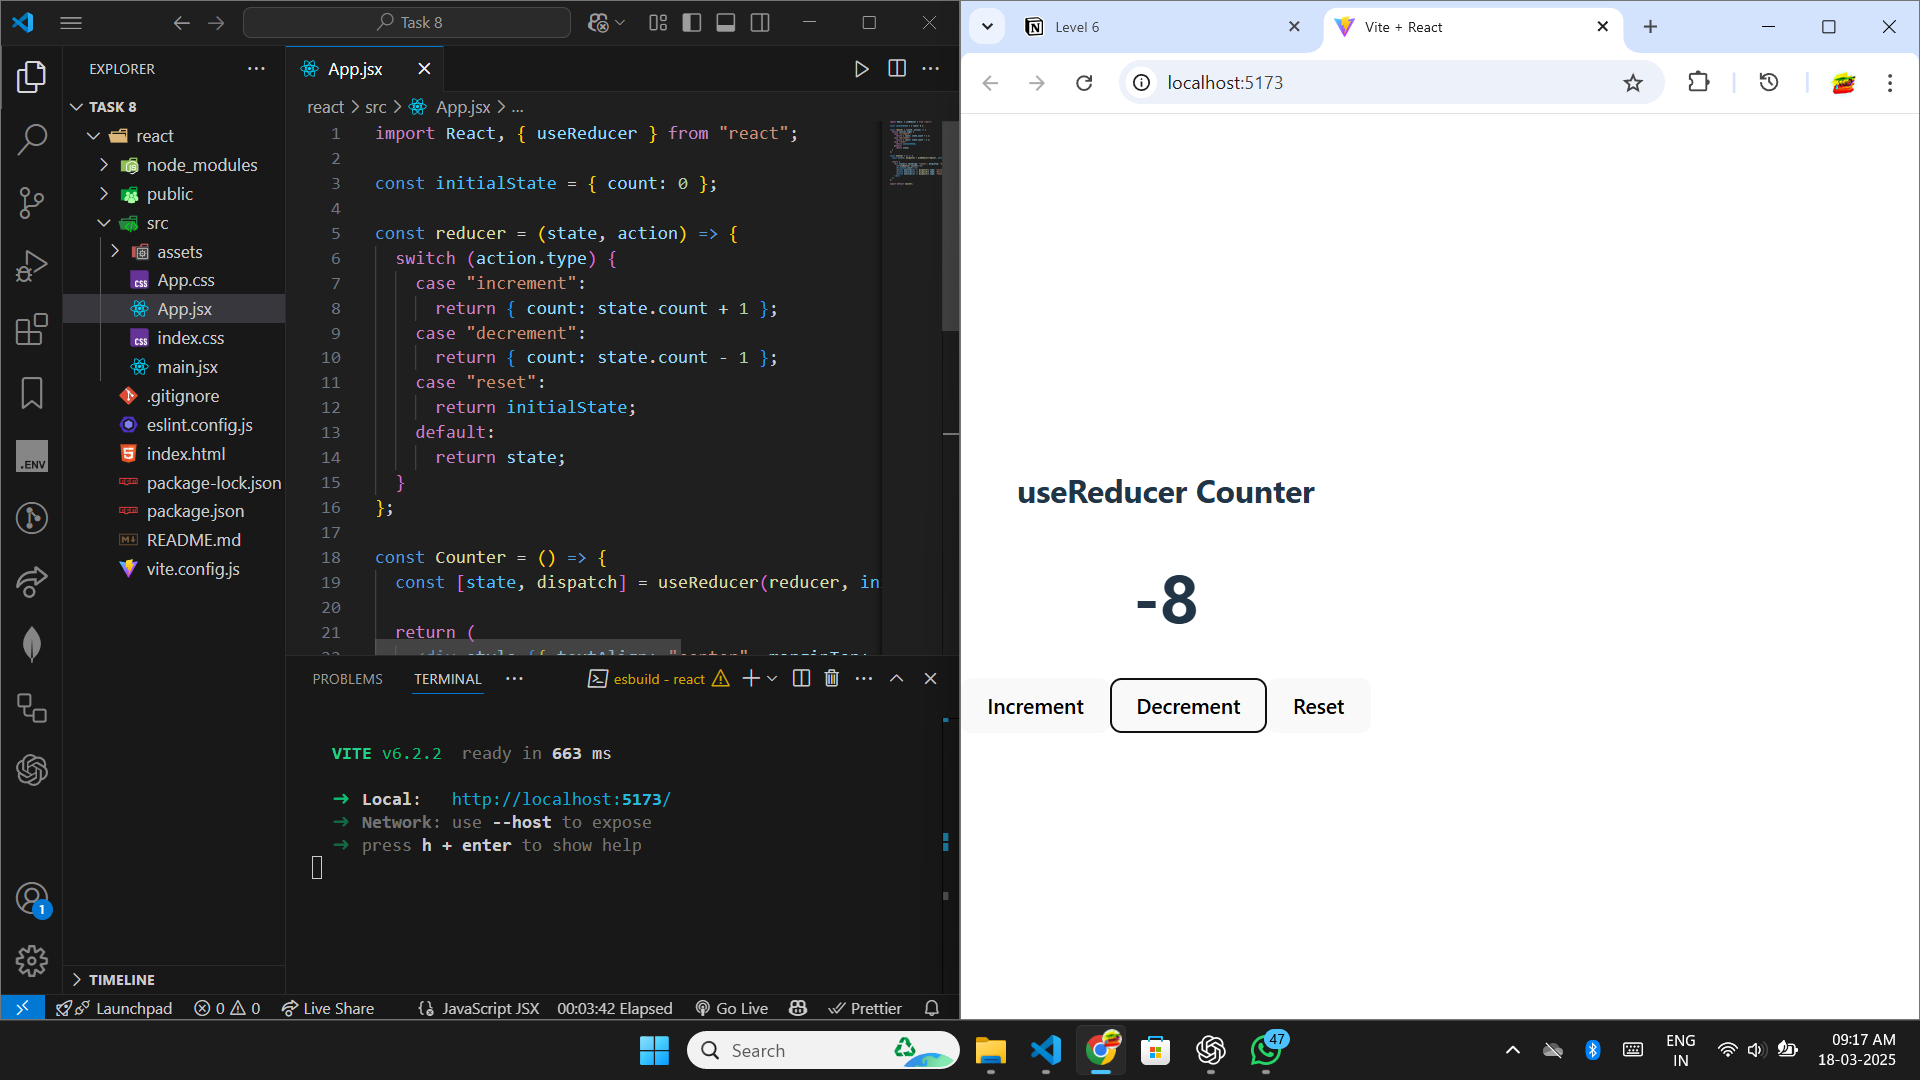 Task 8
EXPLORER
TASK 8
react
node_modules
public
src
assets
App.css
App.jsx
index.css
main.jsx
.gitignore
eslint.config.js
index.html
package-lock.json
package.json
README.md
vite.config.js
TIMELINE
.ENV
1
App.jsx
react > src > App.jsx > ...
1 import React, { useReducer } from "react";
2
3 const initialState = { count: 0 };
4
5 const reducer = (state, action) => {
6 switch (action.type) {
7 case "increment":
8 return { count: state.count + 1 };
9 case "decrement":
10 return { count: state.count - 1 };
11 case "reset":
12 return initialState;
13 default:
14 return state;
15 }
16 };
17
18 const Counter = () => {
19 const [state, dispatch] = useReducer(reducer, in
20
21 return (
PROBLEMS TERMINAL ... esbuild - react
VITE v6.2.2 ready in 663 ms
➜ Local: http://localhost:5173/
➜ Network: use --host to expose
➜ press h + enter to show help
Launchpad 0 0 Live Share JavaScript JSX 00:03:42 Elapsed Go Live Prettier
Level 6
Vite + React
localhost:5173
useReducer Counter
-8
Increment Decrement Reset
Search
47
ENG
IN
09:17 AM
18-03-2025